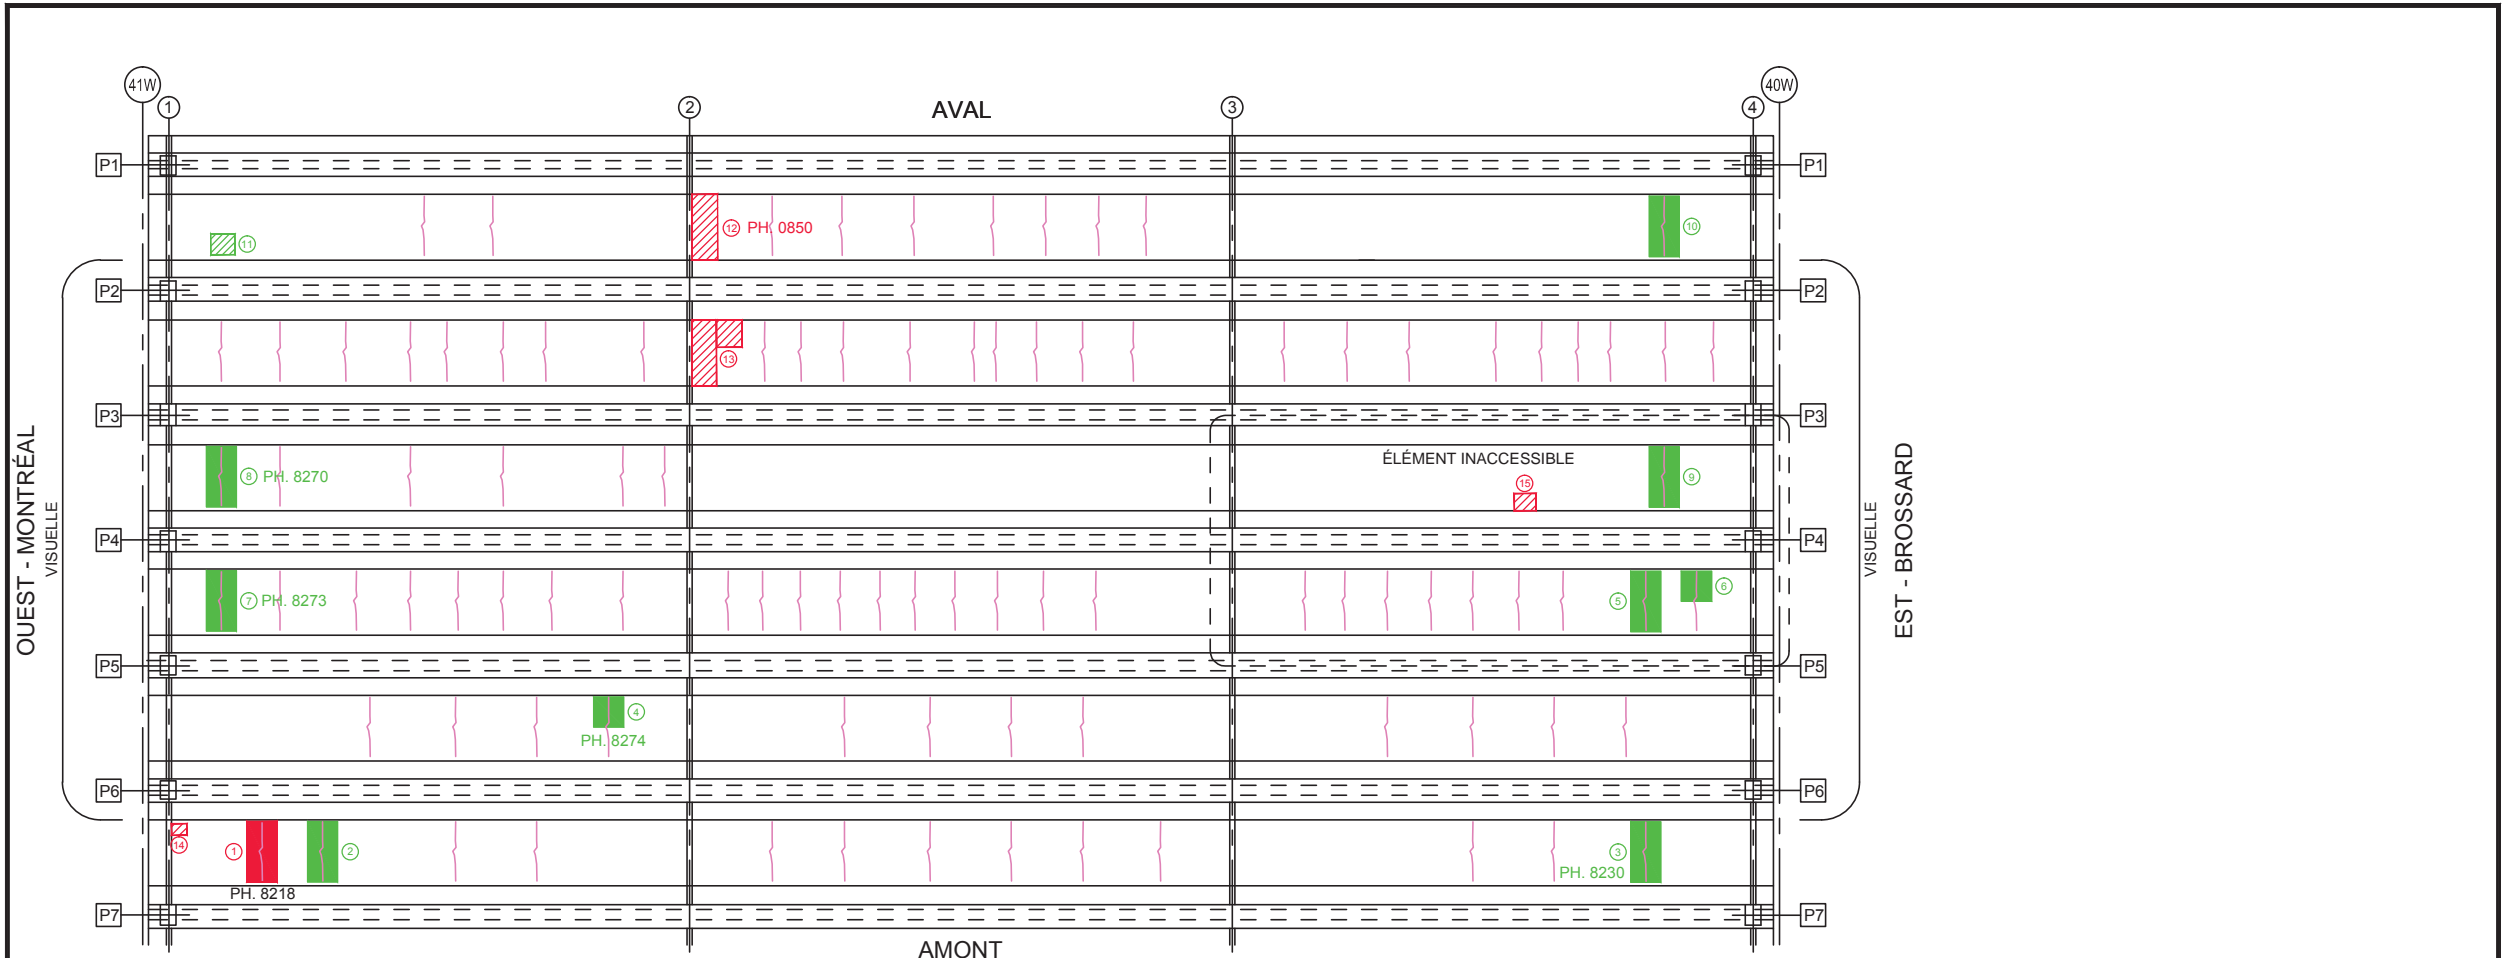 41W
40W
1
2
AVAL
3
4
P1
P1
12 PH. 0850
10
11
P2
P2
13
P3
P3
OUEST - MONTRÉAL
VISUELLE
ÉLÉMENT INACCESSIBLE
8 PH. 8270
15
9
VISUELLE
EST - BROSSARD
P4
P4
7 PH. 8273
5
6
P5
P5
4
PH. 8274
P6
P6
14
1
2
3
PH. 8230
PH. 8218
P7
P7
AMONT